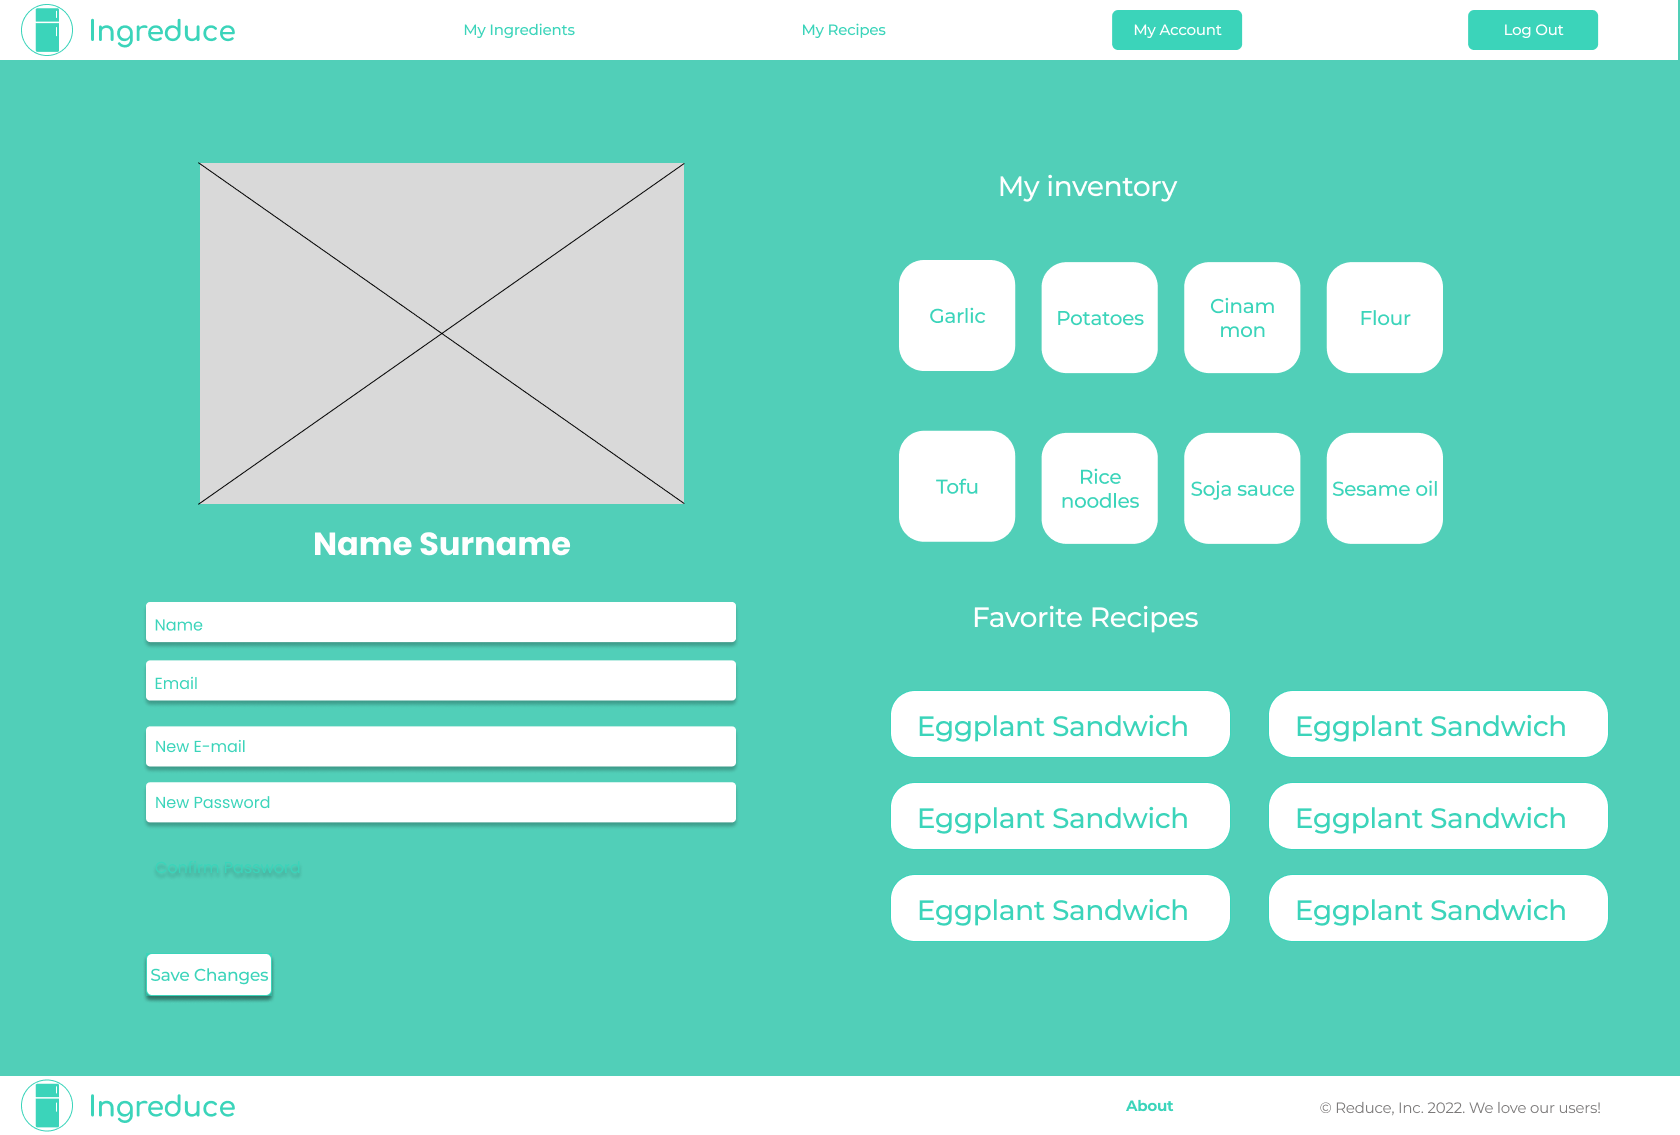 Ingreduce
My Ingredients
My Recipes
My Account
Log Out
Name Surname
Name
Email
New E-mail
New Password
Confirm Password
Save Changes
My inventory
Garlic
Potatoes
Cinam
mon
Flour
Tofu
Rice
noodles
Soja sauce
Sesame oil
Favorite Recipes
Eggplant Sandwich
Eggplant Sandwich
Eggplant Sandwich
Eggplant Sandwich
Eggplant Sandwich
Eggplant Sandwich
Ingreduce
About
© Reduce, Inc. 2022. We love our users!